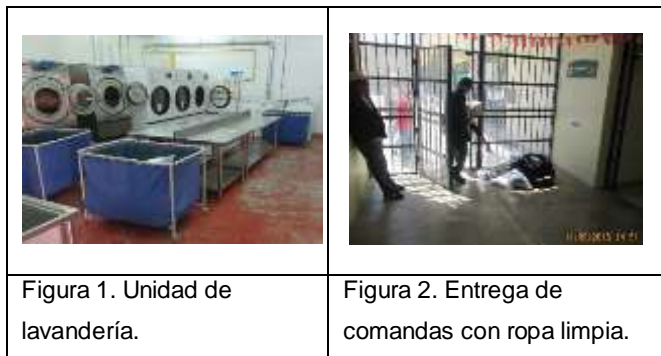 Figura 1. Unidad de
lavandería.
Figura 2. Entrega de
comandas con ropa limpia.